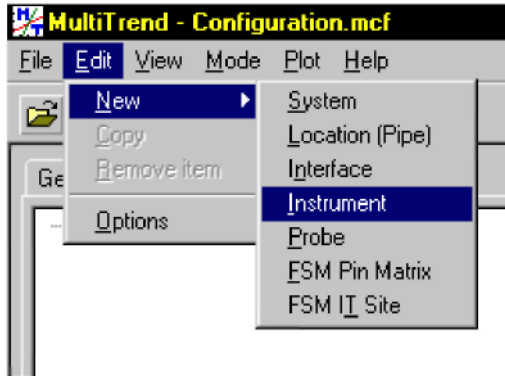 MultiTrend - Configuration.mcf
File Edit View Mode Plot Help
New
Copy
Remove item
Options
System
Location (Pipe)
Interface
Instrument
Probe
FSM Pin Matrix
FSM IT Site
Ge